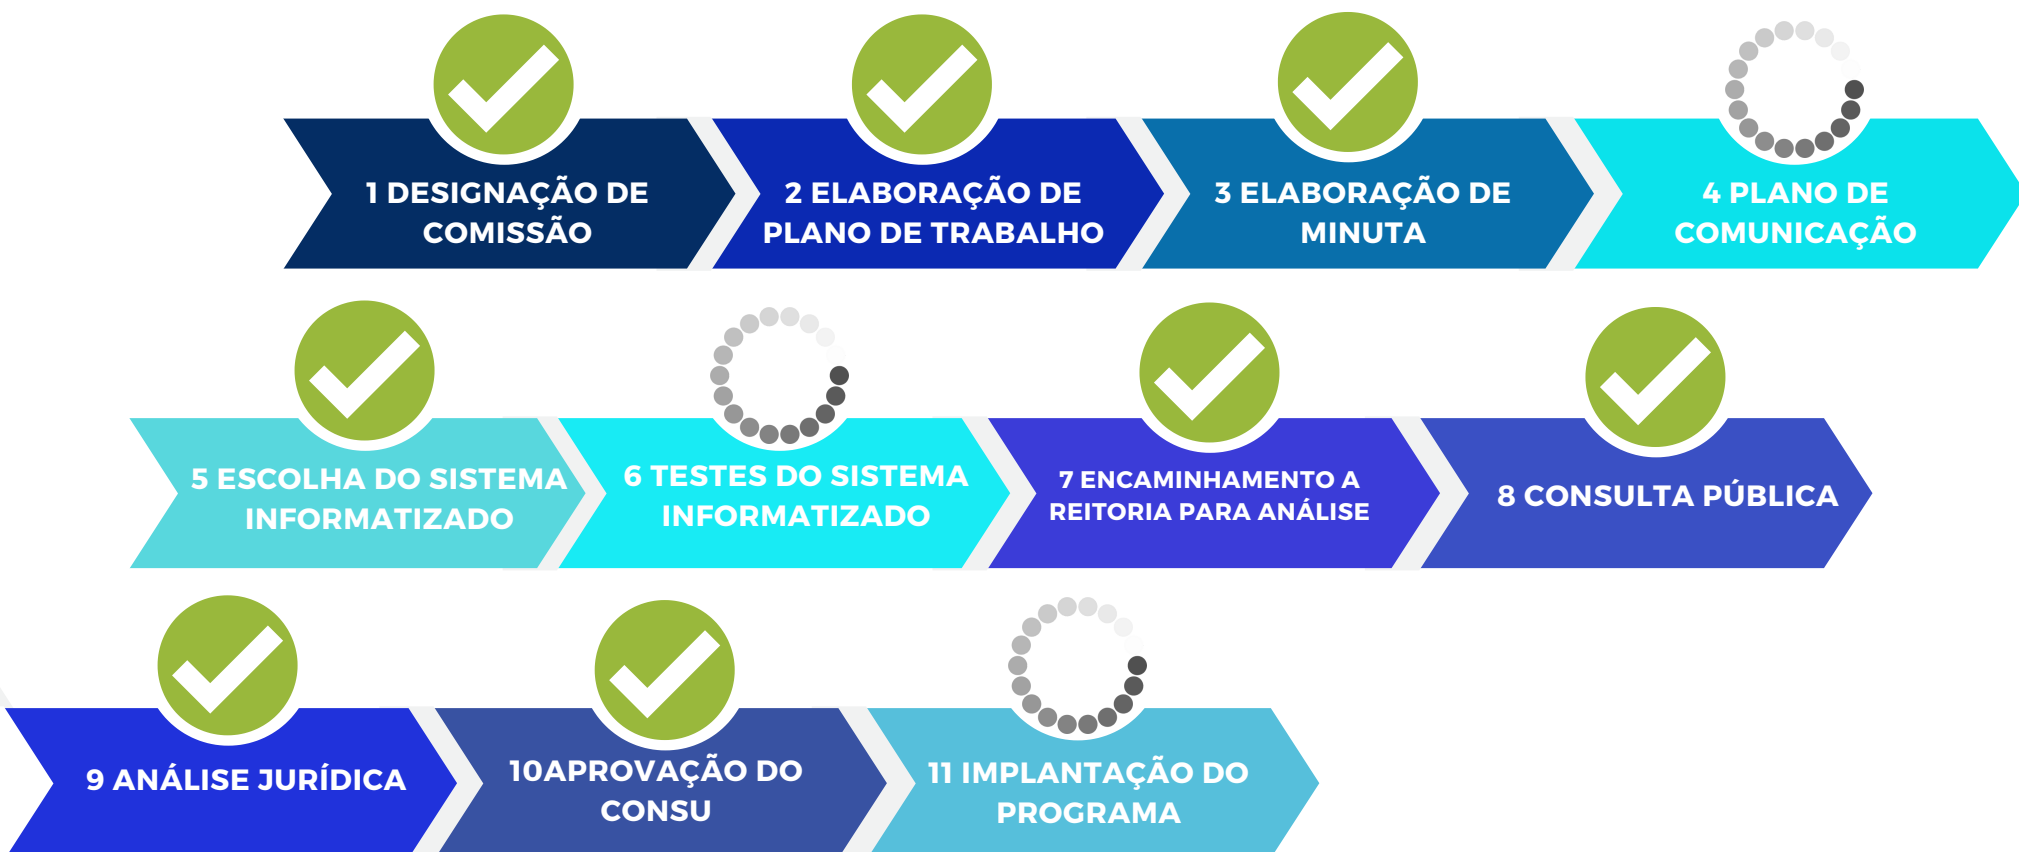 1 DESIGNAÇÃO DE
COMISSÃO
2 ELABORAÇÃO DE
PLANO DE TRABALHO
3 ELABORAÇÃO DE
MINUTA
4 PLANO DE
COMUNICAÇÃO
5 ESCOLHA DO SISTEMA
INFORMATIZADO
6 TESTES DO SISTEMA
INFORMATIZADO
7 ENCAMINHAMENTO A
REITORIA PARA ANÁLISE
8 CONSULTA PÚBLICA
9 ANÁLISE JURÍDICA
10APROVAÇÃO DO
CONSU
11 IMPLANTAÇÃO DO
PROGRAMA